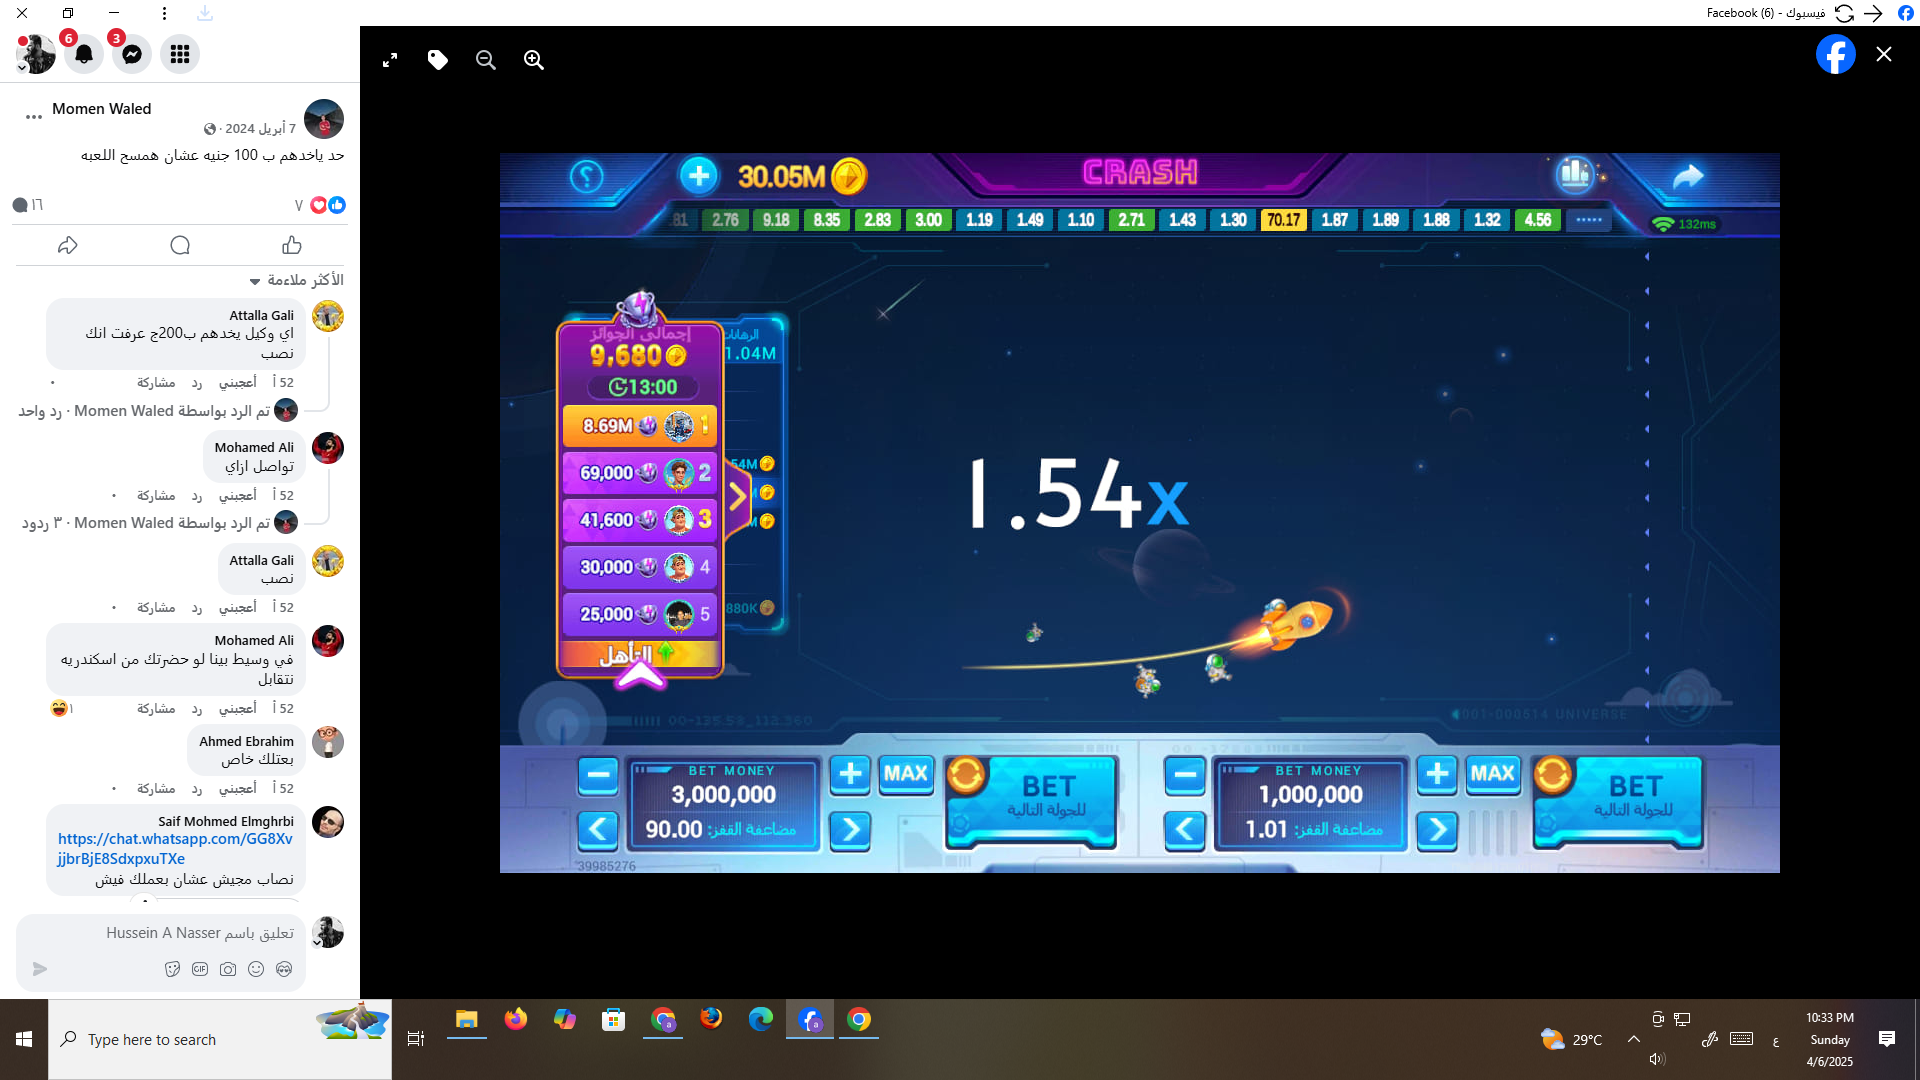 فيسبوك - Facebook (6)
6
3
Momen Waled
7 أبريل 2024 ·
حد ياخدهم ب 100 جنيه عشان همسح اللعبه
٧
١٦
الأكثر ملاءمة
Attalla Gali
اي وكيل يخدهم ب200ج عرفت انك
نصب
52 أ أعجبني رد مشاركة
تم الرد بواسطة Momen Waled · رد واحد
Mohamed Ali
تواصل ازاي
52 أ أعجبني رد مشاركة
تم الرد بواسطة Momen Waled · ٣ ردود
Attalla Gali
نصب
52 أ أعجبني رد مشاركة
Mohamed Ali
في وسيط بينا لو حضرتك من اسكندريه
نتقابل
52 أ أعجبني رد مشاركة
١
Ahmed Ebrahim
بعتلك خاص
52 أ أعجبني رد مشاركة
Saif Mohmed Elmghrbi
https://chat.whatsapp.com/GG8Xv
jjbrBjE8SdxpxuTXe
نصاب مجيش عشان بعملك فيش
تعليق باسم Hussein A Nasser
GIF
30.05M
CRASH
.81 2.76 9.18 8.35 2.83 3.00 1.19 1.49 1.10 2.71 1.43 1.30 70.17 1.87 1.89 1.88 1.32 4.56 .....
132ms
إجمالي الجوائز
9,680
13:00
الرهانات
1.04M
8.69M 1
69,000 2
41,600 3
30,000 4
25,000 5
التأهل
54M
880K
1.54x
00-135.58_112.360
001-008514 UNIVERSE
BET MONEY
3,000,000
مضاعفة القفز: 90.00
MAX
BET
للجولة التالية
BET MONEY
1,000,000
مضاعفة القفز: 1.01
MAX
BET
للجولة التالية
39985276
Type here to search
29°C
ع
10:33 PM
Sunday
4/6/2025